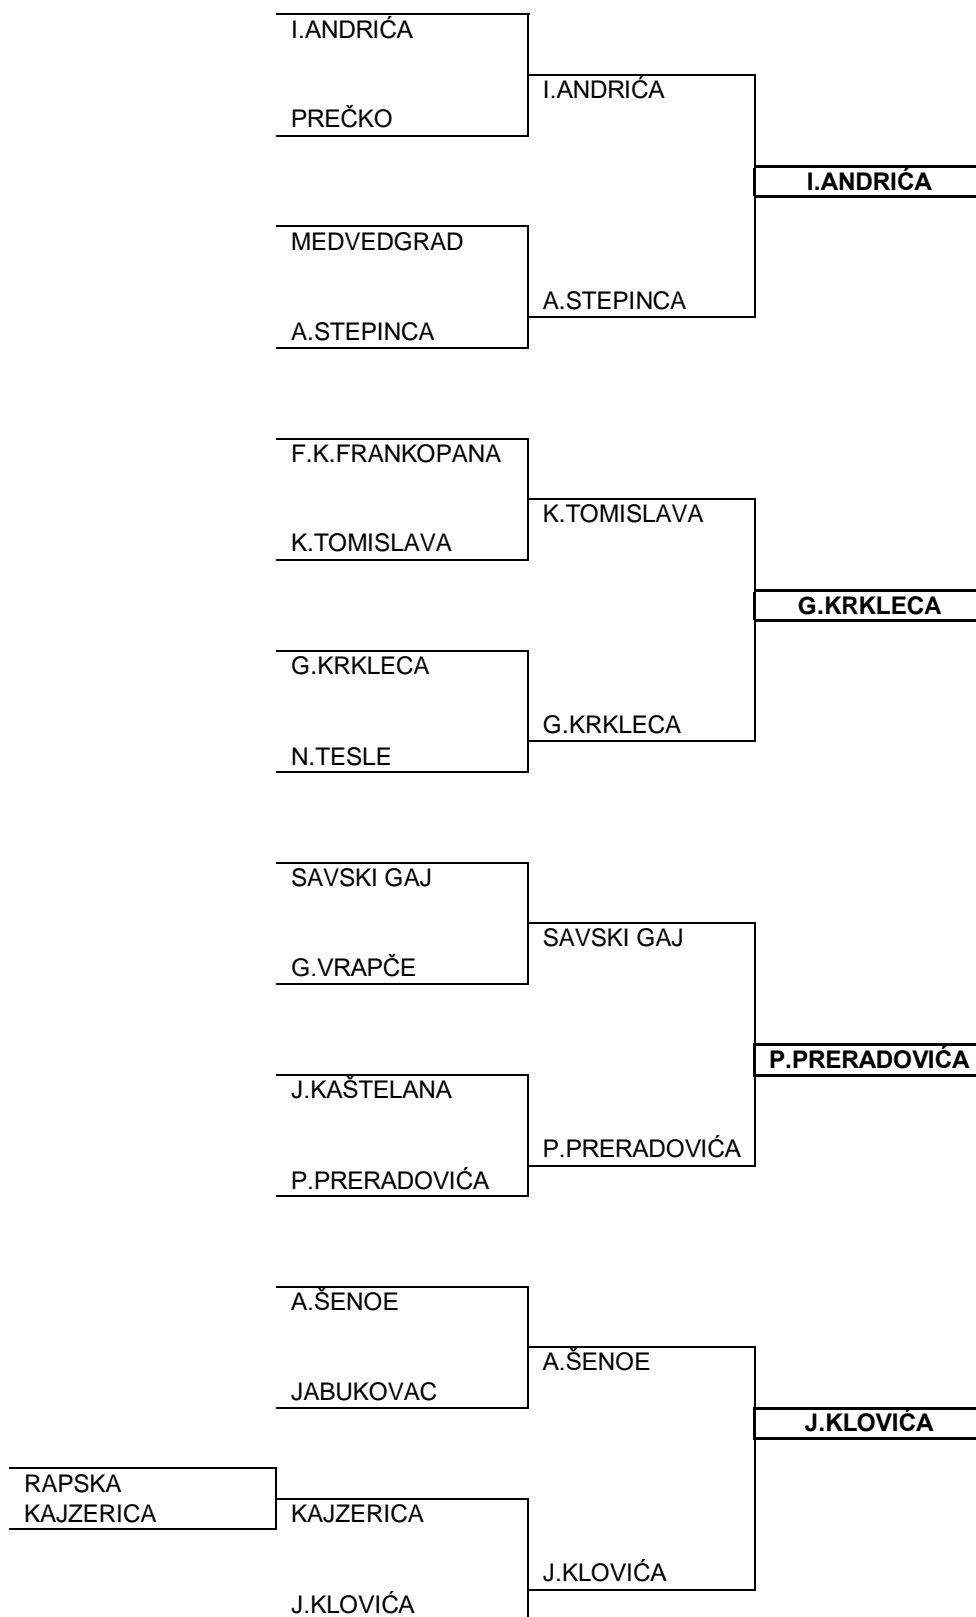 I.ANDRIĆA
I.ANDRIĆA
PREČKO
I.ANDRIĆA
MEDVEDGRAD
A.STEPINCA
A.STEPINCA
F.K.FRANKOPANA
K.TOMISLAVA
K.TOMISLAVA
G.KRKLECA
G.KRKLECA
G.KRKLECA
N.TESLE
SAVSKI GAJ
SAVSKI GAJ
G.VRAPČE
P.PRERADOVIĆA
J.KAŠTELANA
P.PRERADOVIĆA
P.PRERADOVIĆA
A.ŠENOE
A.ŠENOE
JABUKOVAC
J.KLOVIĆA
RAPSKA
KAJZERICA
KAJZERICA
J.KLOVIĆA
J.KLOVIĆA